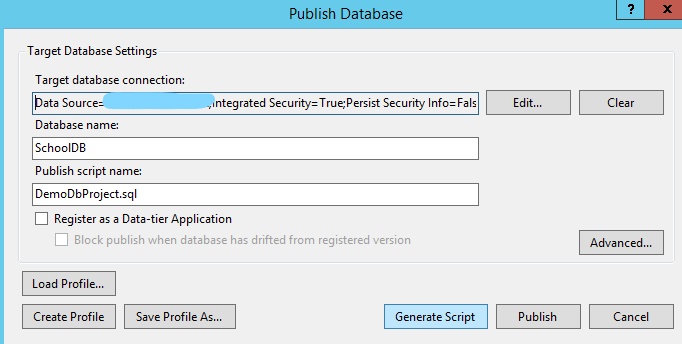 Publish Database
?
x
Target Database Settings
Target database connection:
Data Source= ,Integrated Security=True;Persist Security Info=Fals
Edit...
Clear
Database name:
SchoolDB
Publish script name:
DemoDbProject.sql
Register as a Data-tier Application
Block publish when database has drifted from registered version
Advanced...
Load Profile...
Create Profile
Save Profile As...
Generate Script
Publish
Cancel